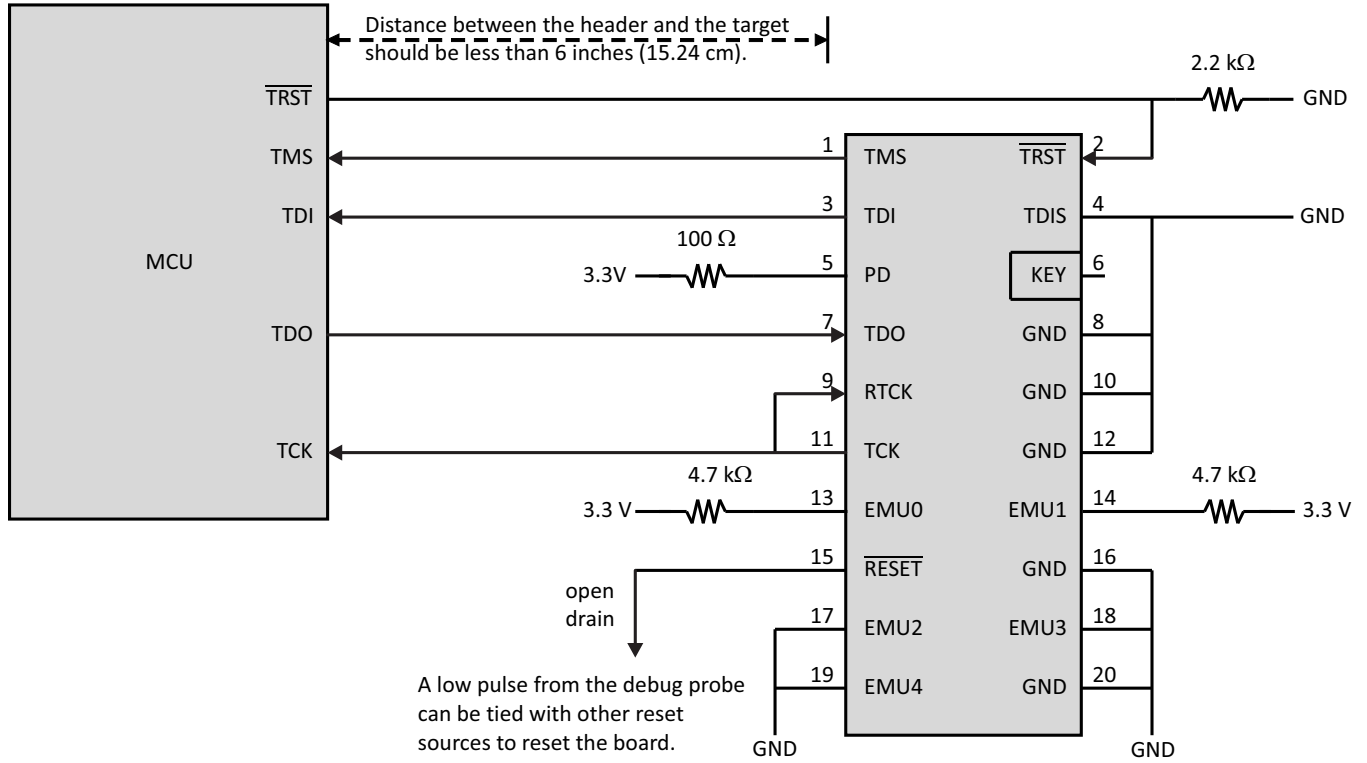 Distance between the header and the target
should be less than 6 inches (15.24 cm).
2.2 kΩ
TRST
GND
1
TMS
2
TRST
TMS
3
TDI
4
TDIS
GND
TDI
100 Ω
MCU
3.3V
5
PD
6
KEY
TDO
7
TDO
8
GND
9
RTCK
10
GND
TCK
11
TCK
12
GND
4.7 kΩ
4.7 kΩ
3.3 V
13
EMU0
14
EMU1
3.3 V
15
RESET
16
GND
open
drain
17
EMU2
18
EMU3
19
EMU4
20
GND
A low pulse from the debug probe
can be tied with other reset
sources to reset the board.
GND
GND